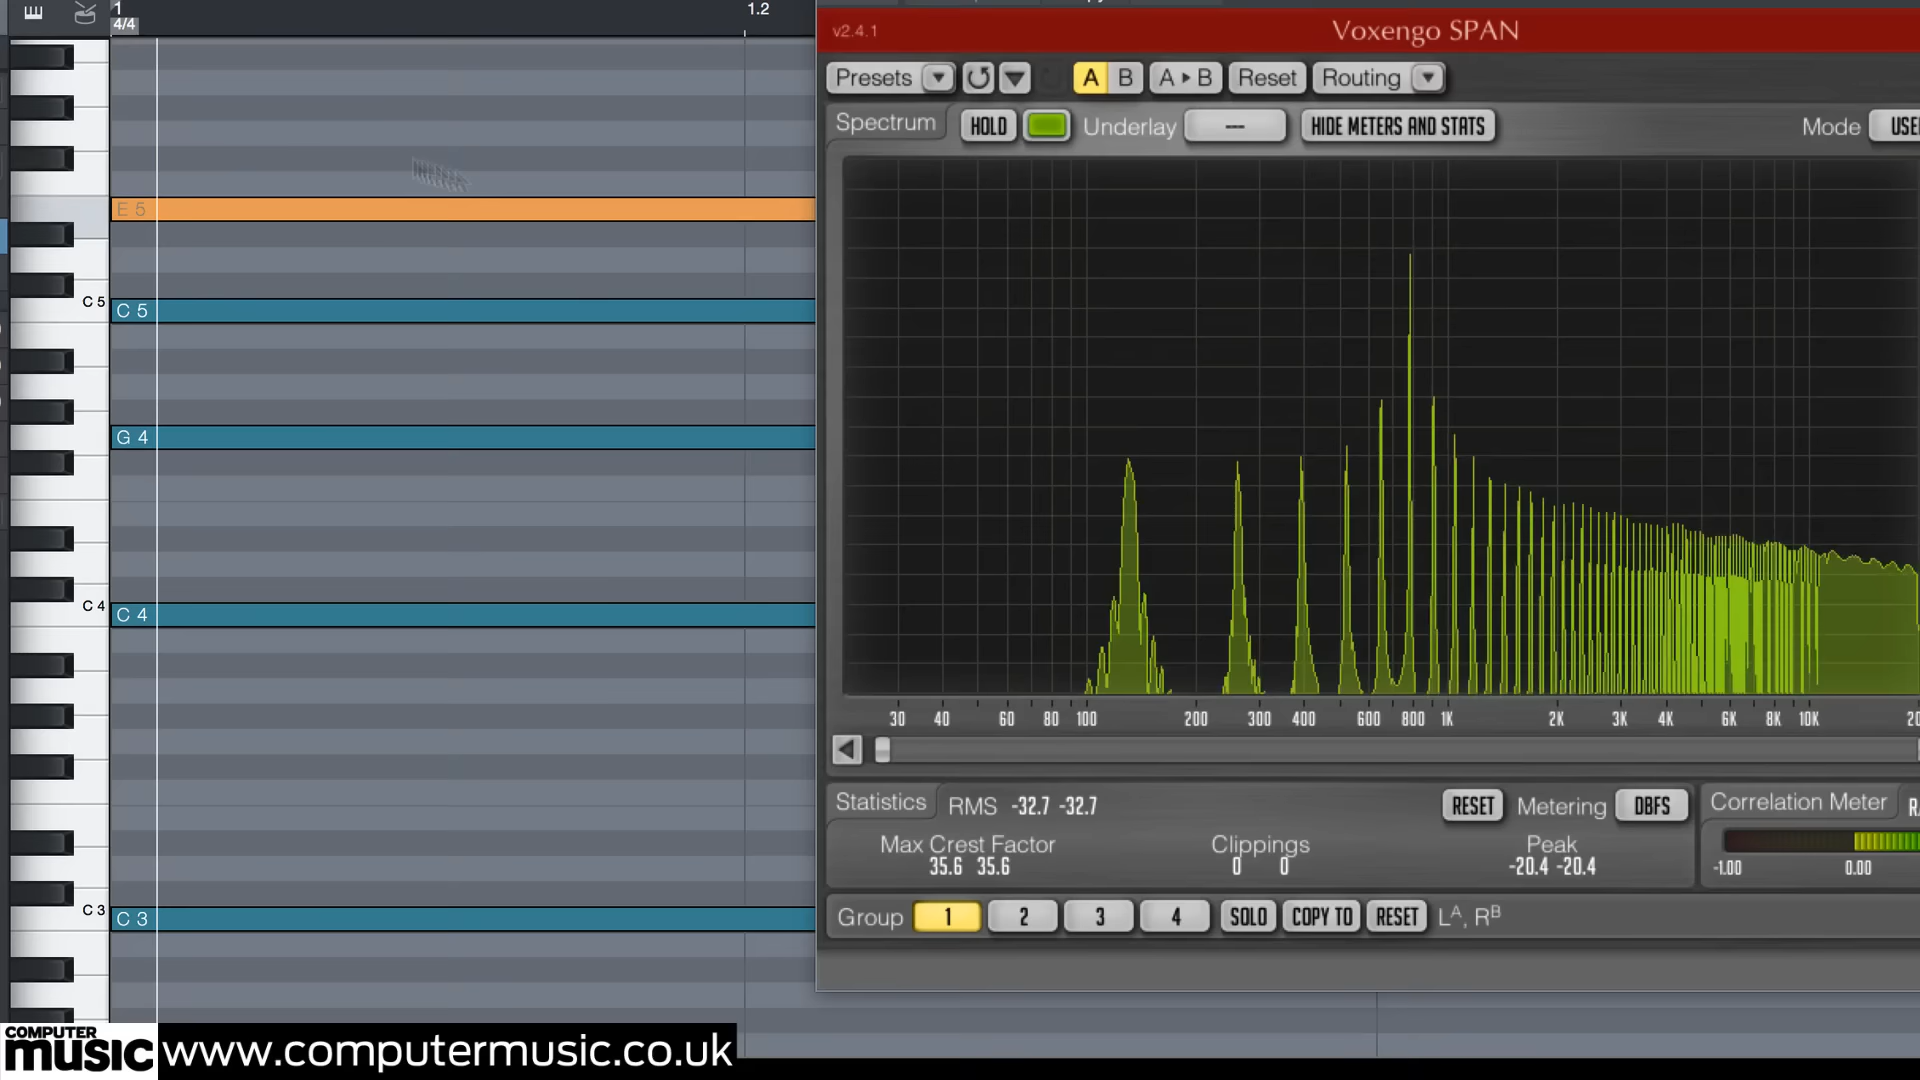 1
4/4
1.2
E 5
C 5
C 5
G 4
C 4
C 4
C 3
C 3
v2.4.1
Voxengo SPAN
Presets
A B A▸B Reset Routing
Spectrum HOLD Underlay --- HIDE METERS AND STATS Mode
30 40 60 80 100 200 300 400 600 800 1K 2K 3K 4K 6K 8K 10K
Statistics RMS -32.7 -32.7 RESET Metering DBFS Correlation Meter
Max Crest Factor Clippings Peak
35.6 35.6 0 0 -20.4 -20.4 -1.00 0.00
Group 1 2 3 4 SOLO COPY TO RESET Lᴬ, Rᴮ
COMPUTER
music www.computermusic.co.uk